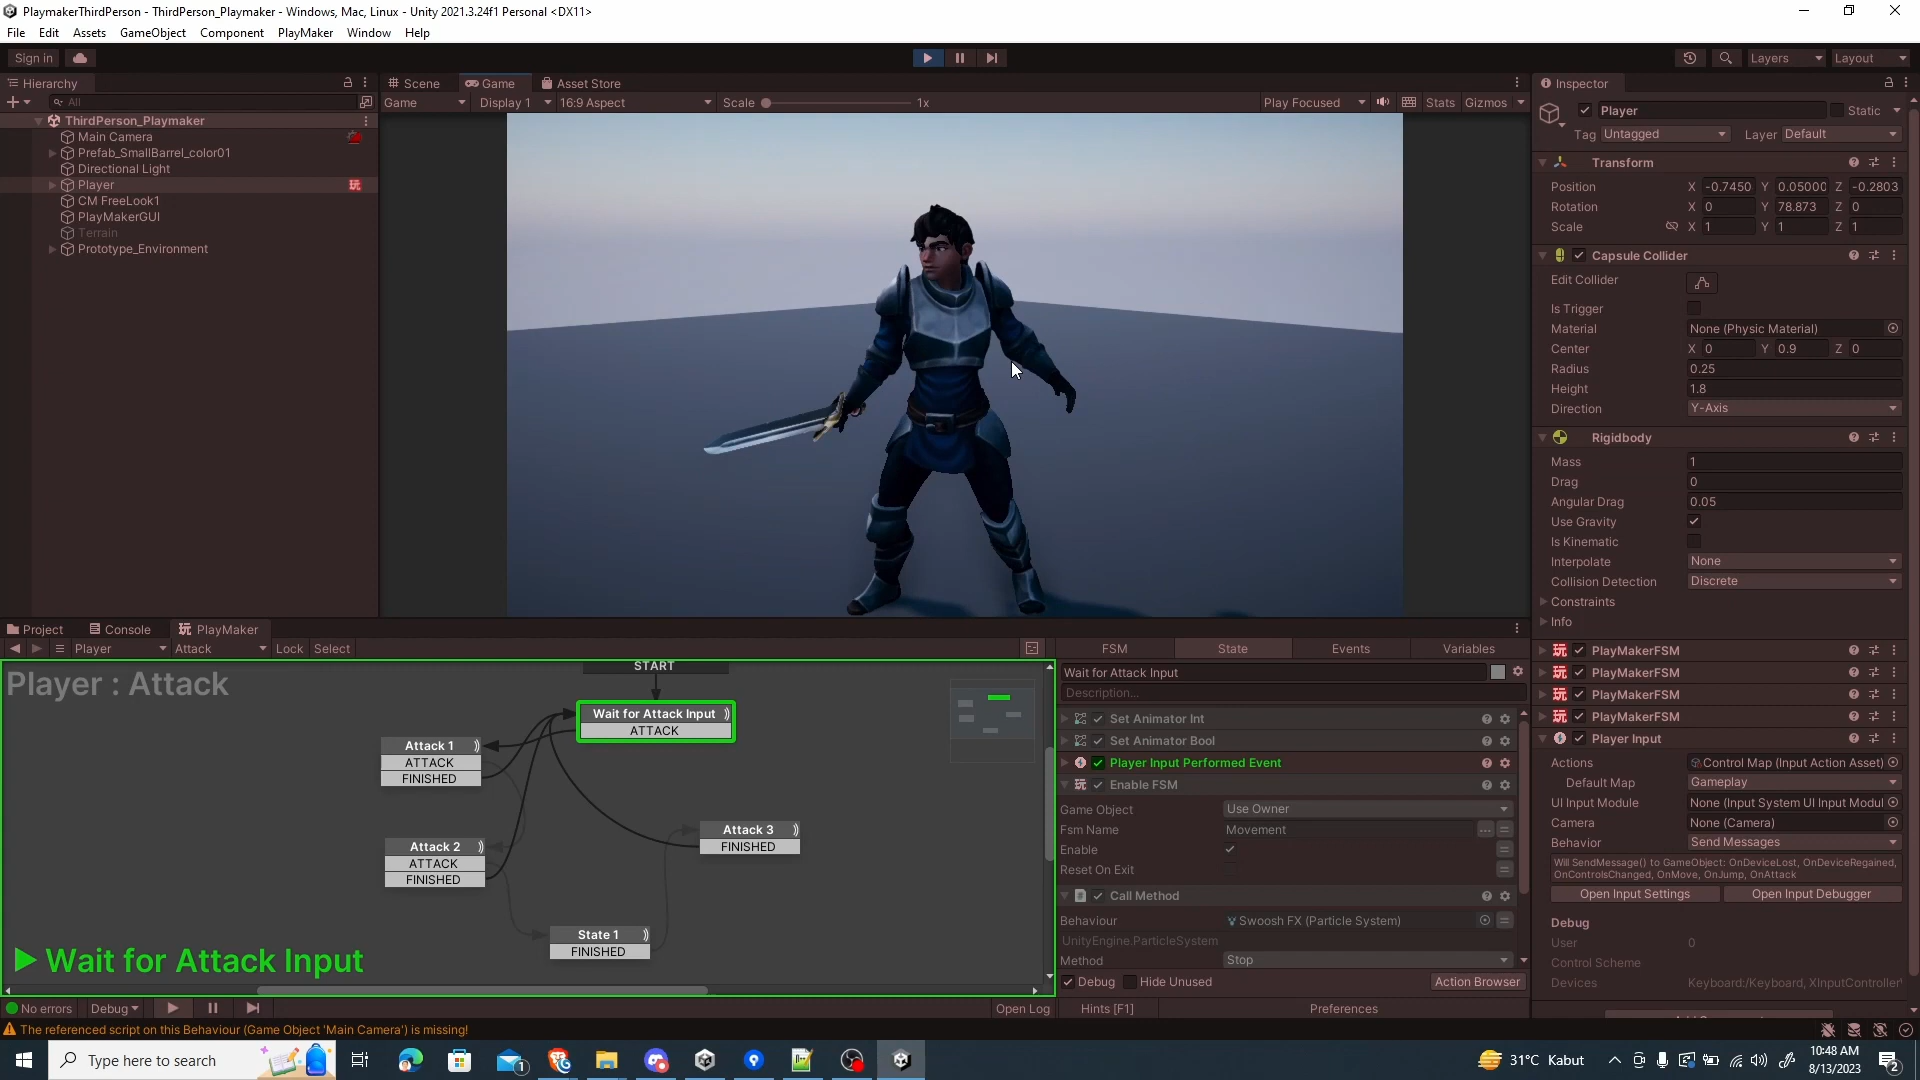 PlaymakerThirdPerson - ThirdPerson_Playmaker - Windows, Mac, Linux - Unity 2021.3.24f1 Personal <DX11>
File Edit Assets GameObject Component PlayMaker Window Help
Sign in Layers Layout
Hierarchy
All
ThirdPerson_Playmaker
Main Camera
Prefab_SmallBarrel_color01
Directional Light
Player
CM FreeLook1
PlayMakerGUI
Terrain
Prototype_Environment
Scene Game Asset Store
Game Display 1 16:9 Aspect Scale 1x Play Focused Stats Gizmos
Inspector
Player Static
Tag Untagged Layer Default
Transform
Position X -0.7450 Y 0.05000 Z -0.2803
Rotation X 0 Y 78.873 Z 0
Scale X 1 Y 1 Z 1
Capsule Collider
Edit Collider
Is Trigger
Material None (Physic Material)
Center X 0 Y 0.9 Z 0
Radius 0.25
Height 1.8
Direction Y-Axis
Rigidbody
Mass 1
Drag 0
Angular Drag 0.05
Use Gravity
Is Kinematic
Interpolate None
Collision Detection Discrete
Constraints
Info
PlayMakerFSM
PlayMakerFSM
PlayMakerFSM
PlayMakerFSM
Player Input
Actions Control Map (Input Action Asset)
Default Map Gameplay
UI Input Module None (Input System UI Input Modul
Camera None (Camera)
Behavior Send Messages
Will SendMessage() to GameObject: OnDeviceLost, OnDeviceRegained,
OnControlsChanged, OnMove, OnJump, OnAttack
Open Input Settings Open Input Debugger
Debug
User 0
Control Scheme
Devices Keyboard:/Keyboard, XInputController
Project Console PlayMaker
Player Attack Lock Select
Player : Attack
START
Wait for Attack Input
ATTACK
Attack 1
ATTACK
FINISHED
Attack 2
ATTACK
FINISHED
Attack 3
FINISHED
State 1
FINISHED
Wait for Attack Input
No errors Debug Open Log
FSM State Events Variables
Wait for Attack Input
Description...
Set Animator Int
Set Animator Bool
Player Input Performed Event
Enable FSM
Game Object Use Owner
Fsm Name Movement
Enable
Reset On Exit
Call Method
Behaviour Swoosh FX (Particle System)
UnityEngine.ParticleSystem
Method Stop
Debug Hide Unused Action Browser
Hints [F1] Preferences
The referenced script on this Behaviour (Game Object 'Main Camera') is missing!
Type here to search
1
31°C Kabut
10:48 AM
8/13/2023
2